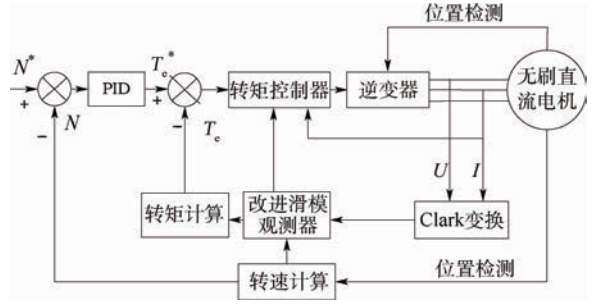 位置检测
N*
PID
Te*
转矩控制器
逆变器
无刷直
流电机
+
+
−
N
−
Te
U
I
转矩计算
改进滑模
观测器
Clark变换
转速计算
位置检测